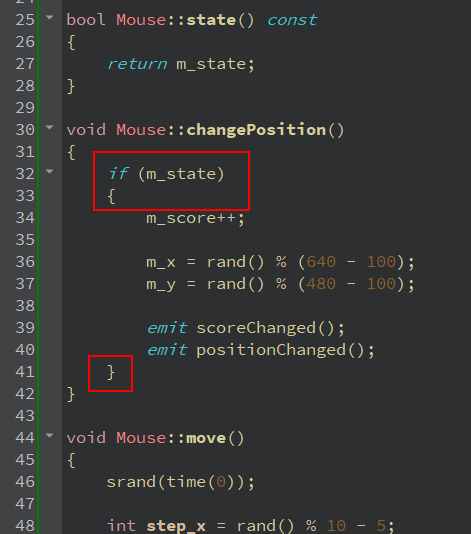 25 bool Mouse::state() const
26 {
27     return m_state;
28 }
29
30 void Mouse::changePosition()
31 {
32     if (m_state)
33     {
34         m_score++;
35
36         m_x = rand() % (640 - 100);
37         m_y = rand() % (480 - 100);
38
39         emit scoreChanged();
40         emit positionChanged();
41     }
42 }
43
44 void Mouse::move()
45 {
46     srand(time(0));
47
48     int step_x = rand() % 10 - 5;